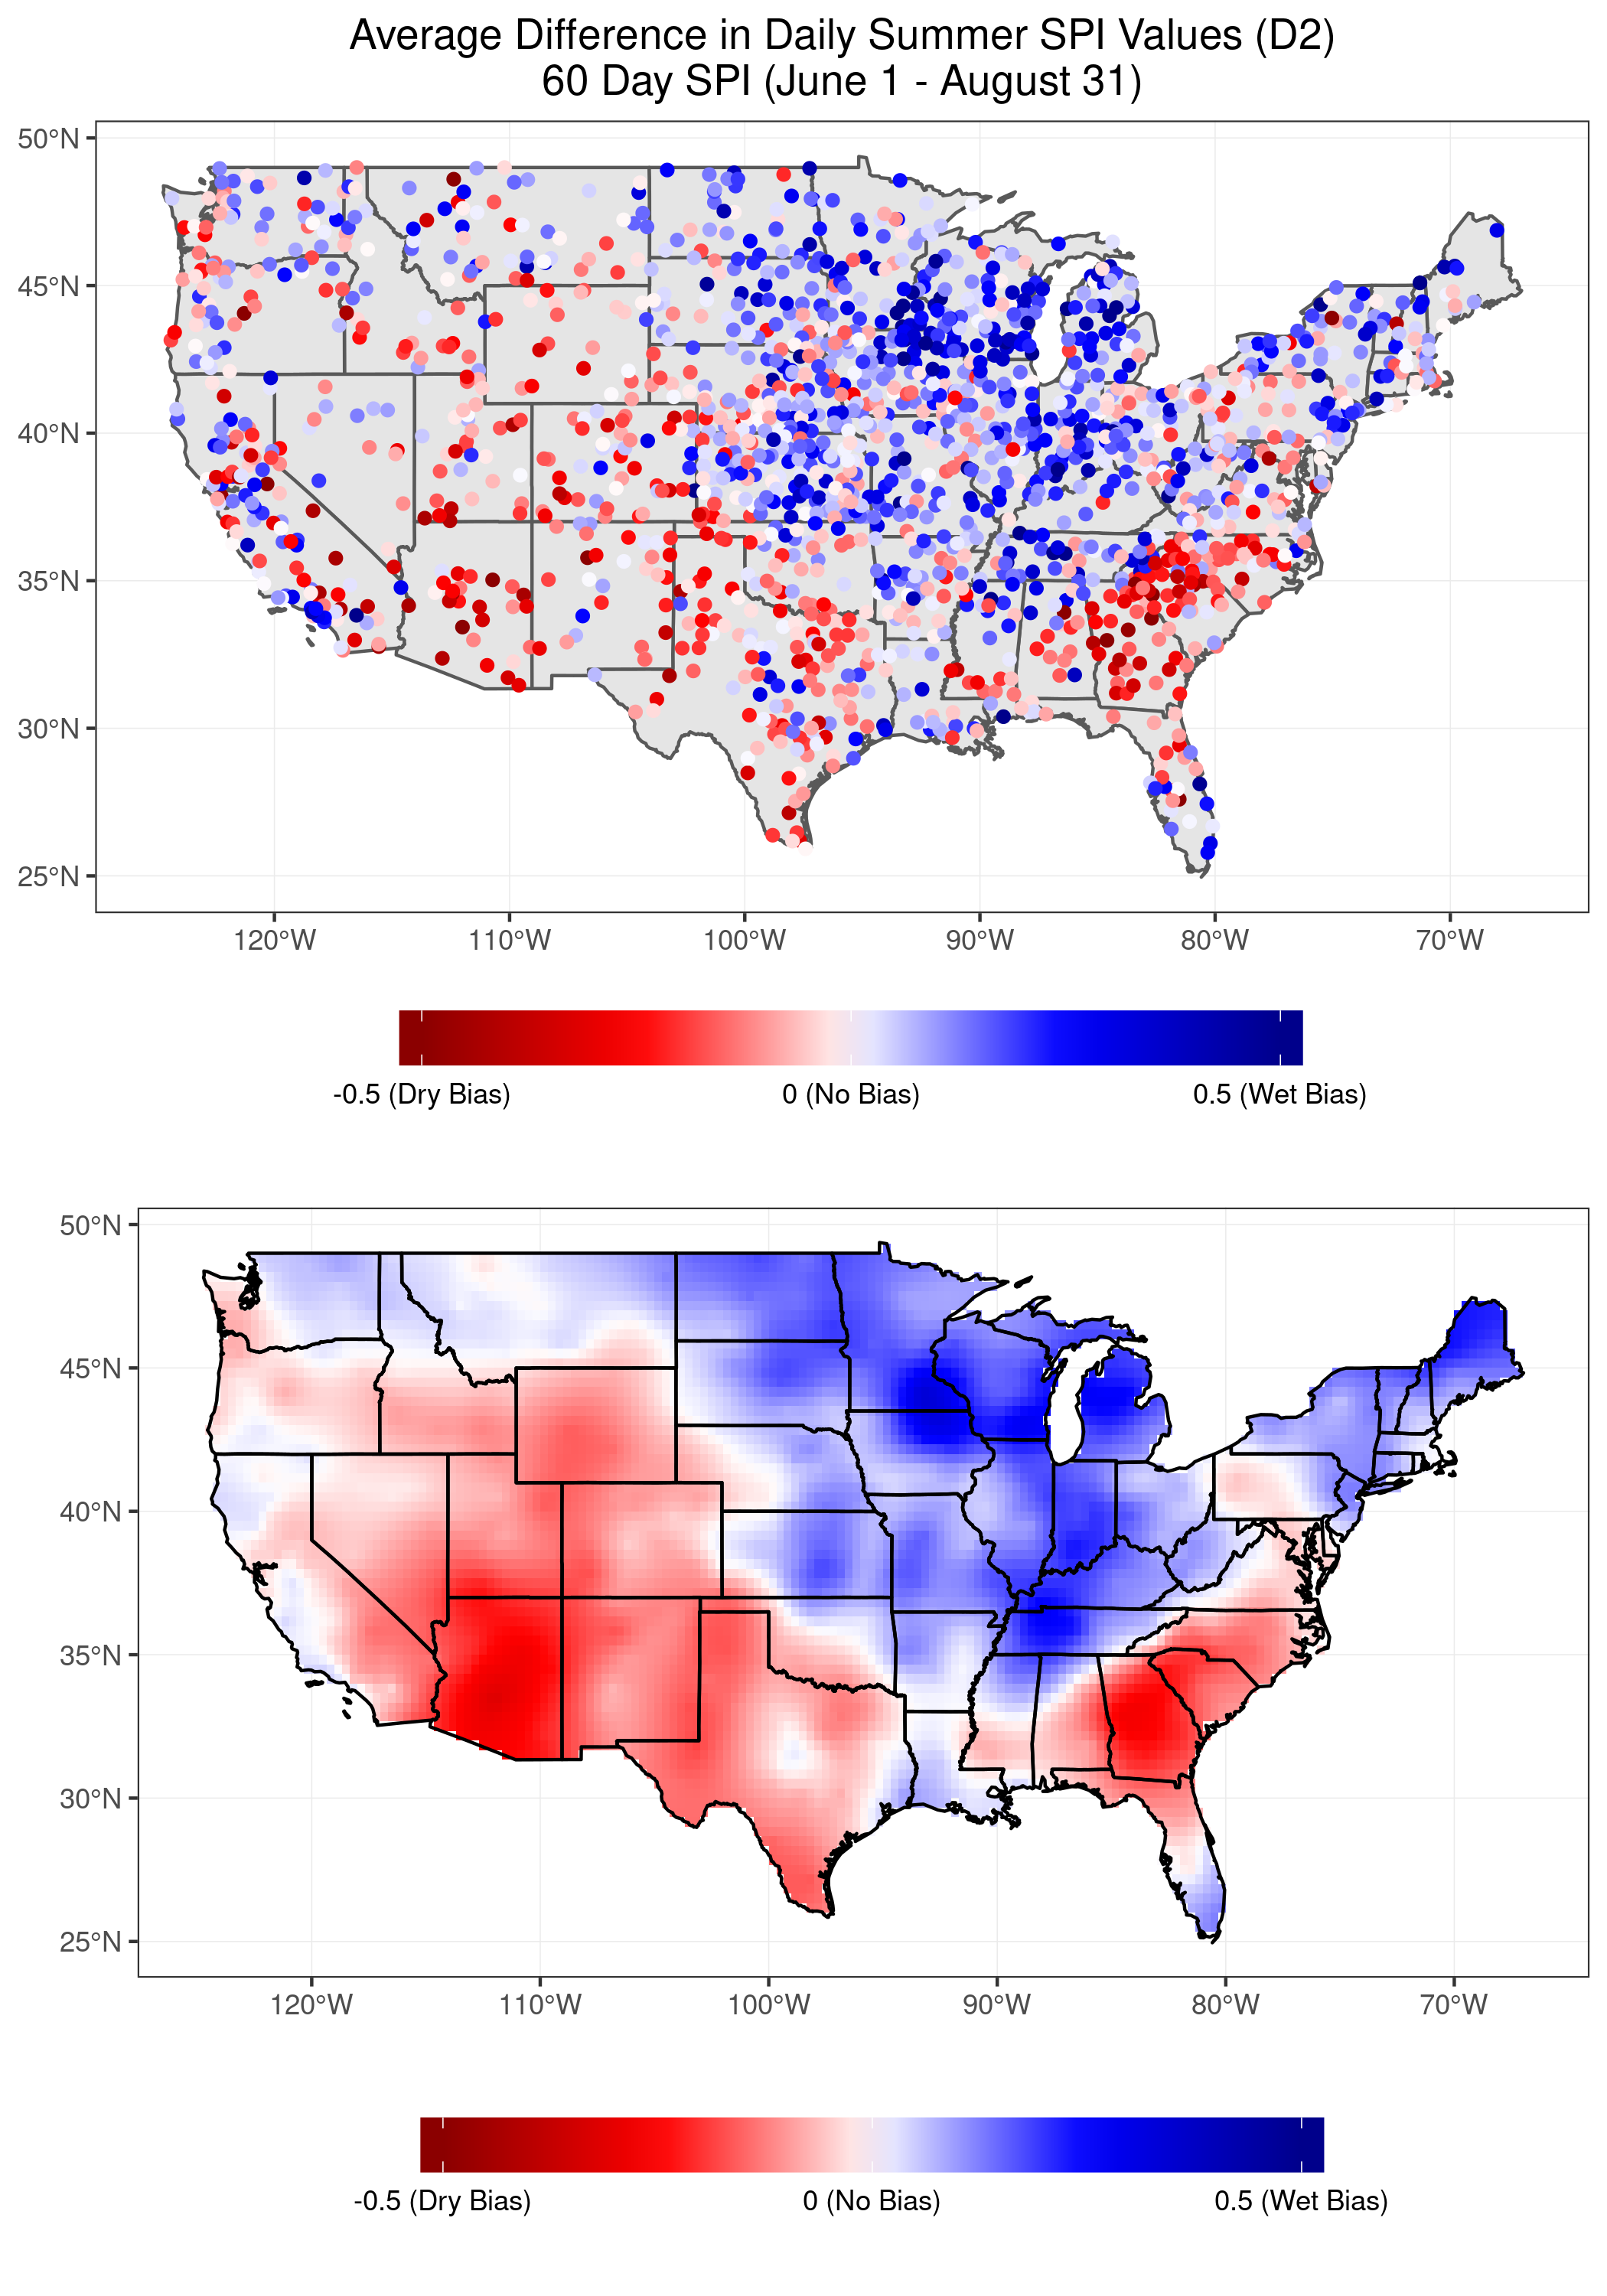 Average Difference in Daily Summer SPI Values (D2)
60 Day SPI (June 1 - August 31)
50°N
45°N
40°N
35°N
30°N
25°N
120°W 110°W 100°W 90°W 80°W 70°W
-0.5 (Dry Bias) 0 (No Bias) 0.5 (Wet Bias)
50°N
45°N
40°N
35°N
30°N
25°N
120°W 110°W 100°W 90°W 80°W 70°W
-0.5 (Dry Bias) 0 (No Bias) 0.5 (Wet Bias)